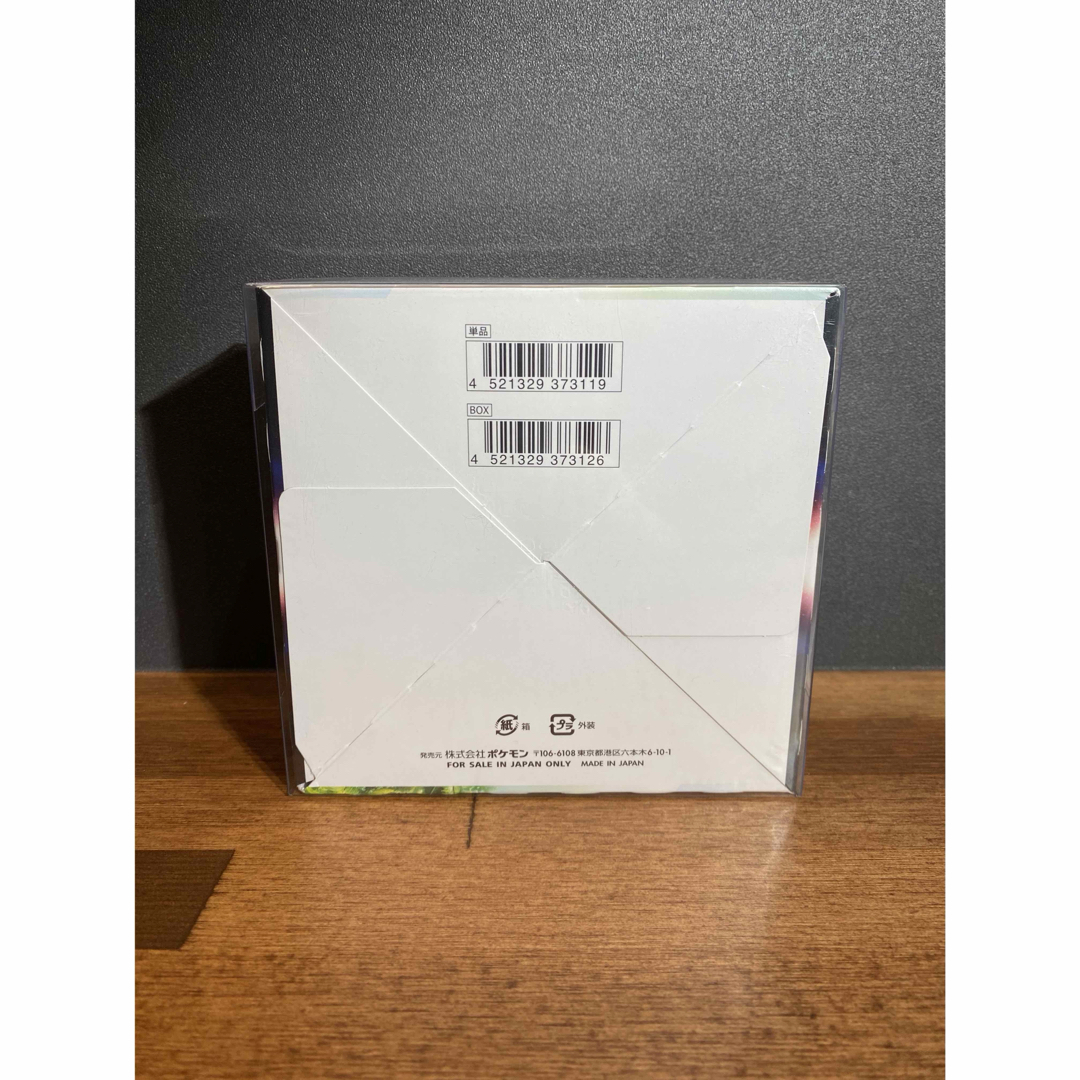 単品
4 521329 373119
BOX
4 521329 373126
紙 箱 プラ 外装
発売元 株式会社ポケモン 〒106-6108 東京都港区六本木6-10-1
FOR SALE IN JAPAN ONLY MADE IN JAPAN